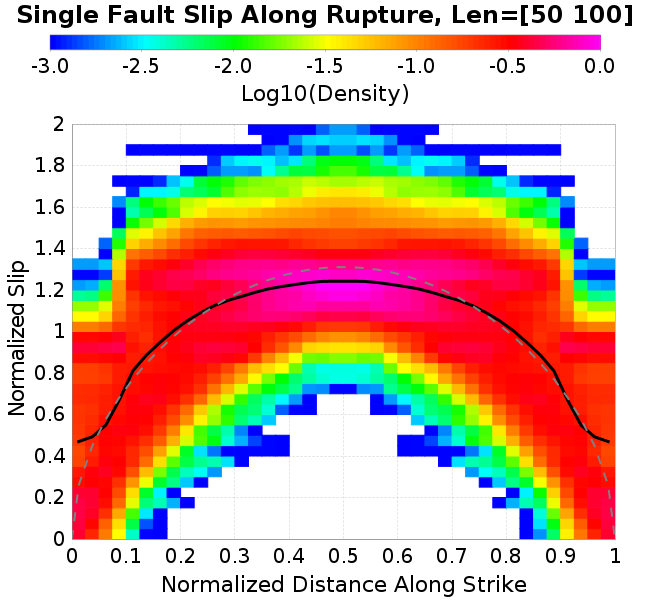 Single Fault Slip Along Rupture, Len=[50 100]
-3.0 -2.5 -2.0 -1.5 -1.0 -0.5 0.0
Log10(Density)
2
1.8
1.6
1.4
1.2
1
0.8
0.6
0.4
0.2
0
Normalized Slip
0 0.1 0.2 0.3 0.4 0.5 0.6 0.7 0.8 0.9 1
Normalized Distance Along Strike